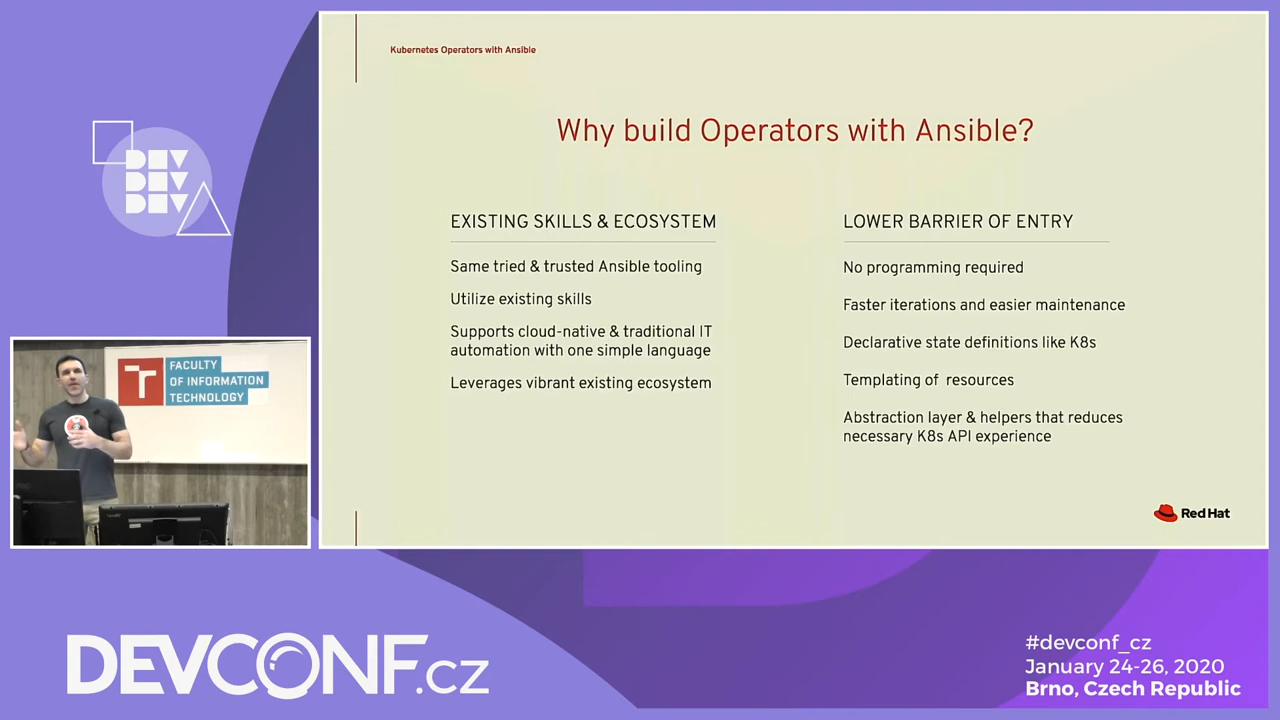 Kubernetes Operators with Ansible
Why build Operators with Ansible?
EXISTING SKILLS & ECOSYSTEM
Same tried & trusted Ansible tooling
Utilize existing skills
Supports cloud-native & traditional IT
automation with one simple language
Leverages vibrant existing ecosystem
LOWER BARRIER OF ENTRY
No programming required
Faster iterations and easier maintenance
Declarative state definitions like K8s
Templating of resources
Abstraction layer & helpers that reduces
necessary K8s API experience
Red Hat
DEV
DEV
DEV
T
FACULTY
OF INFORMATION
TECHNOLOGY
DEVCONF.cz
#devconf_cz
January 24-26, 2020
Brno, Czech Republic